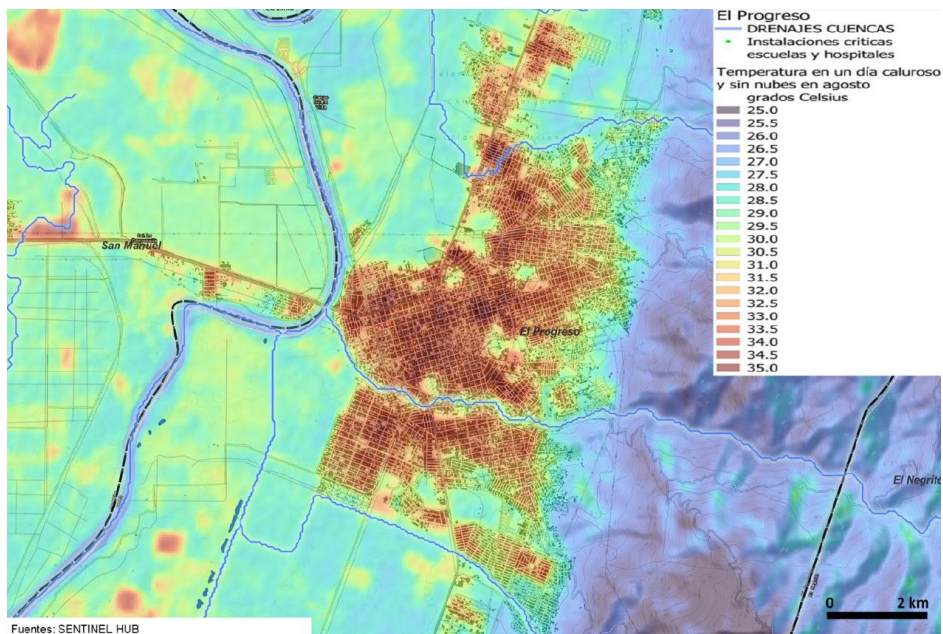 El Progreso
DRENAJES CUENCAS
Instalaciones criticas
escuelas y hospitales
Temperatura en un día caluroso
y sin nubes en agosto
grados Celsius
25.0
25.5
26.0
26.5
27.0
27.5
28.0
28.5
29.0
29.5
30.0
30.5
31.0
31.5
32.0
32.5
33.0
33.5
34.0
34.5
35.0
San Manuel
El Progreso
El Negrito
0 2 km
Fuentes: SENTINEL HUB